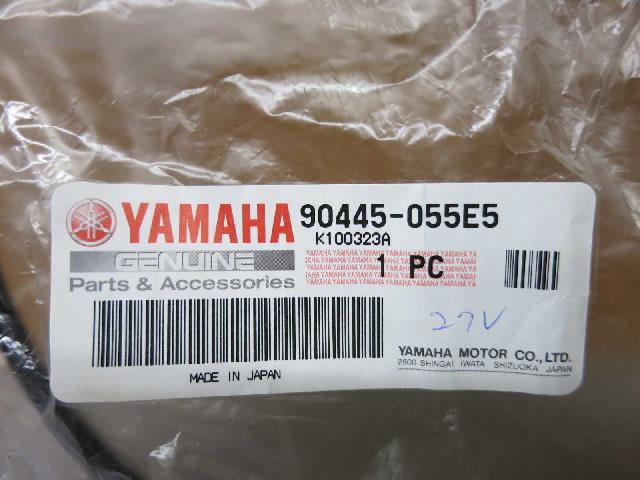 YAMAHA 90445-055E5
K100323A
GENUINE
1 PC
Parts & Accessories
27V
YAMAHA MOTOR CO., LTD.
2500 SHINGAI IWATA SHIZUOKA JAPAN
MADE IN JAPAN